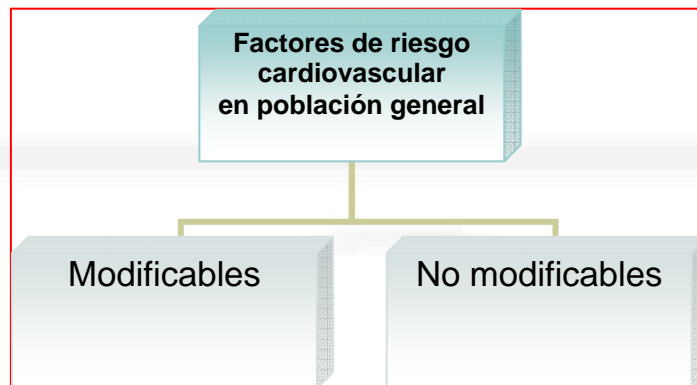 Factores de riesgo
cardiovascular
en población general
Modificables
No modificables